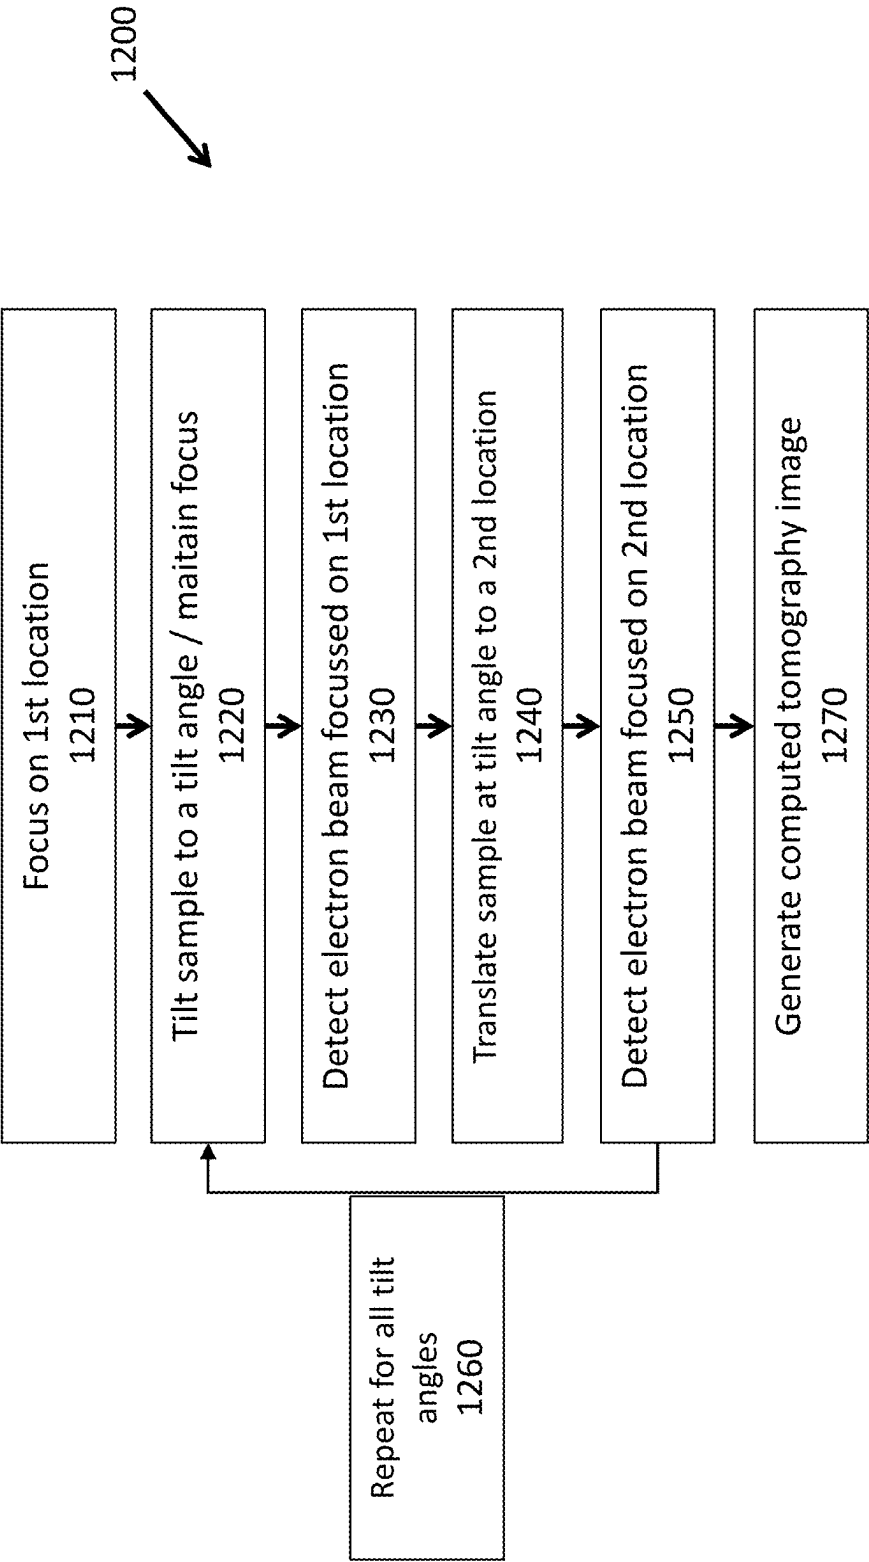 1200
Focus on 1st location
1210
Tilt sample to a tilt angle / maitain focus
1220
Detect electron beam focussed on 1st location
1230
Translate sample at tilt angle to a 2nd location
1240
Detect electron beam focused on 2nd location
1250
Repeat for all tilt
angles
1260
Generate computed tomography image
1270